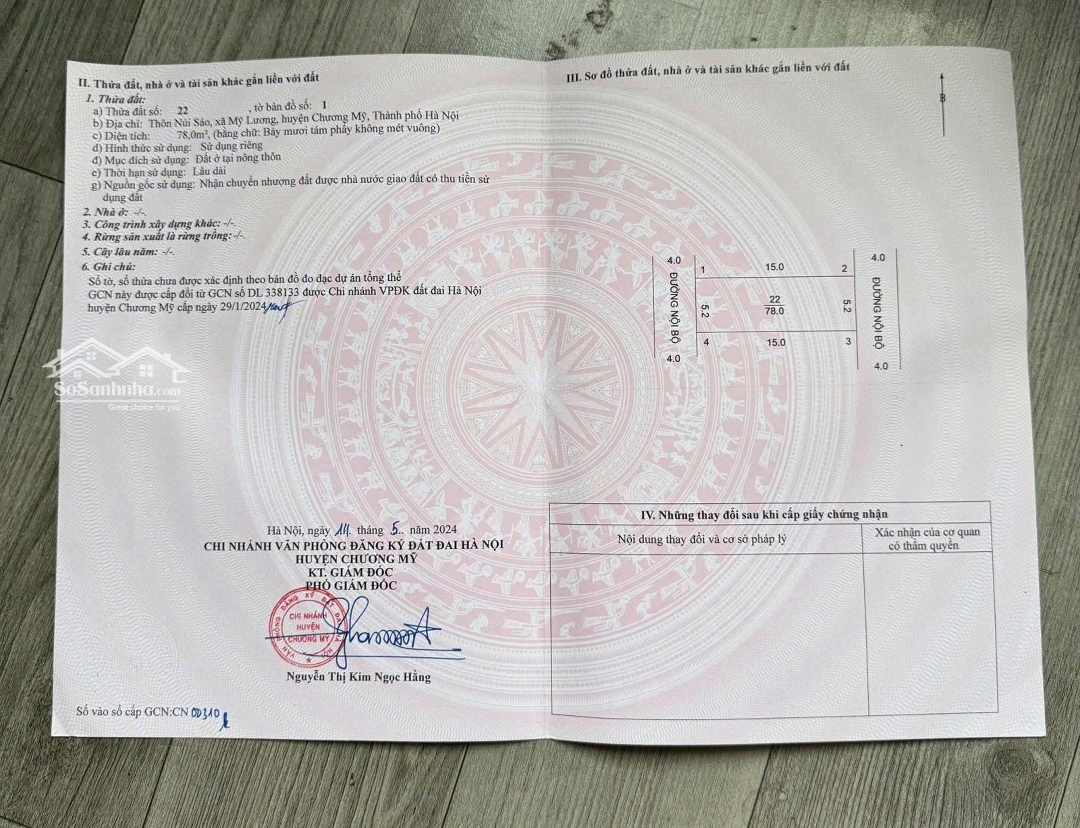 II. Thửa đất, nhà ở và tài sản khác gắn liền với đất
1. Thửa đất:
a) Thửa đất số: 22 , tờ bản đồ số: 1
b) Địa chỉ: Thôn Núi Sáo, xã Mỹ Lương, huyện Chương Mỹ, Thành phố Hà Nội
c) Diện tích: 78,0m², (bằng chữ: Bảy mươi tám phẩy không mét vuông)
d) Hình thức sử dụng: Sử dụng riêng
đ) Mục đích sử dụng: Đất ở tại nông thôn
e) Thời hạn sử dụng: Lâu dài
g) Nguồn gốc sử dụng: Nhận chuyển nhượng đất được nhà nước giao đất có thu tiền sử
dụng đất
2. Nhà ở: -/-.
3. Công trình xây dựng khác: -/-.
4. Rừng sản xuất là rừng trồng: -/-.
5. Cây lâu năm: -/-.
6. Ghi chú:
Số tờ, số thửa chưa được xác định theo bản đồ đo đạc dự án tổng thể
GCN này được cấp đổi từ GCN số DL 338133 được Chi nhánh VPĐK đất đai Hà Nội
huyện Chương Mỹ cấp ngày 29/1/2024
SoSanhnha.com
Great choice for you
Hà Nội, ngày 14 tháng 5.. năm 2024
CHI NHÁNH VĂN PHÒNG ĐĂNG KÝ ĐẤT ĐAI HÀ NỘI
HUYỆN CHƯƠNG MỸ
KT. GIÁM ĐỐC
PHÓ GIÁM ĐỐC
VĂN PHÒNG ĐĂNG KÝ ĐẤT ĐAI HÀ NỘI
CHI NHÁNH
HUYỆN
CHƯƠNG MỸ
Nguyễn Thị Kim Ngọc Hằng
Số vào sổ cấp GCN:CN 00310
III. Sơ đồ thửa đất, nhà ở và tài sản khác gắn liền với đất
B
4.0
ĐƯỜNG NỘI BỘ
4.0
1 15.0 2
5.2
22
78.0
5.2
4 15.0 3
4.0
ĐƯỜNG NỘI BỘ
4.0
IV. Những thay đổi sau khi cấp giấy chứng nhận
Nội dung thay đổi và cơ sở pháp lý
Xác nhận của cơ quan
có thẩm quyền